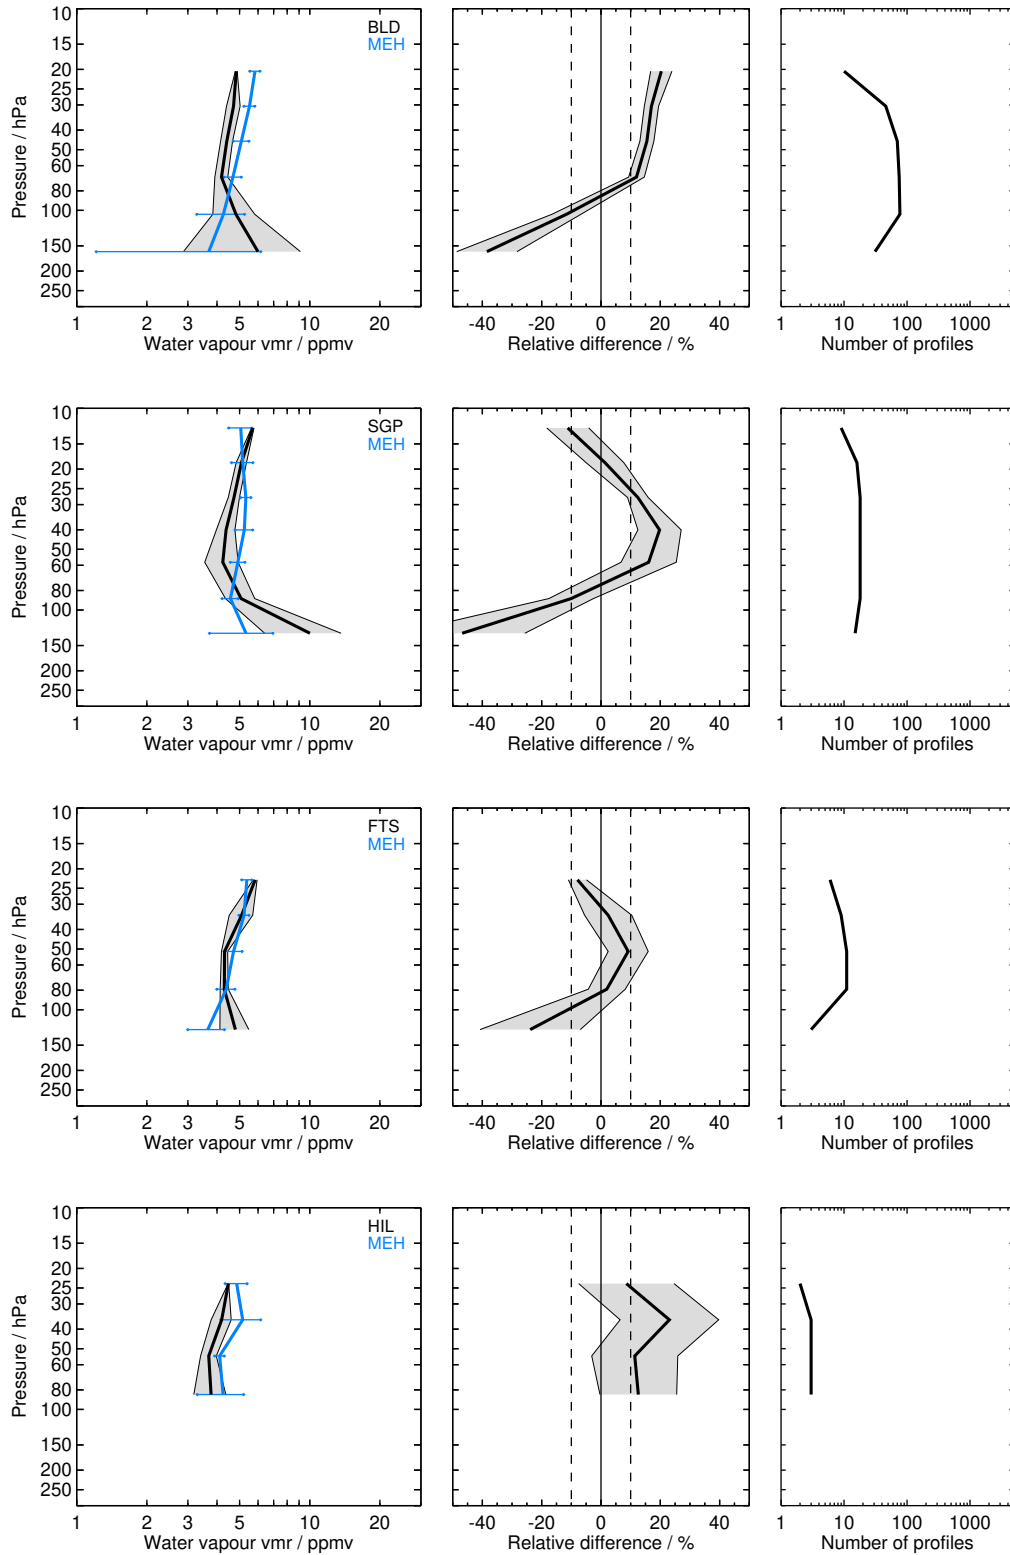 BLD
MEH
Pressure / hPa
10
15
20
25
30
40
50
60
80
100
150
200
250
1 2 3 5 10 20
Water vapour vmr / ppmv
-40 -20 0 20 40
Relative difference / %
1 10 100 1000
Number of profiles
SGP
MEH
Pressure / hPa
10
15
20
25
30
40
50
60
80
100
150
200
250
1 2 3 5 10 20
Water vapour vmr / ppmv
-40 -20 0 20 40
Relative difference / %
1 10 100 1000
Number of profiles
FTS
MEH
Pressure / hPa
10
15
20
25
30
40
50
60
80
100
150
200
250
1 2 3 5 10 20
Water vapour vmr / ppmv
-40 -20 0 20 40
Relative difference / %
1 10 100 1000
Number of profiles
HIL
MEH
Pressure / hPa
10
15
20
25
30
40
50
60
80
100
150
200
250
1 2 3 5 10 20
Water vapour vmr / ppmv
-40 -20 0 20 40
Relative difference / %
1 10 100 1000
Number of profiles